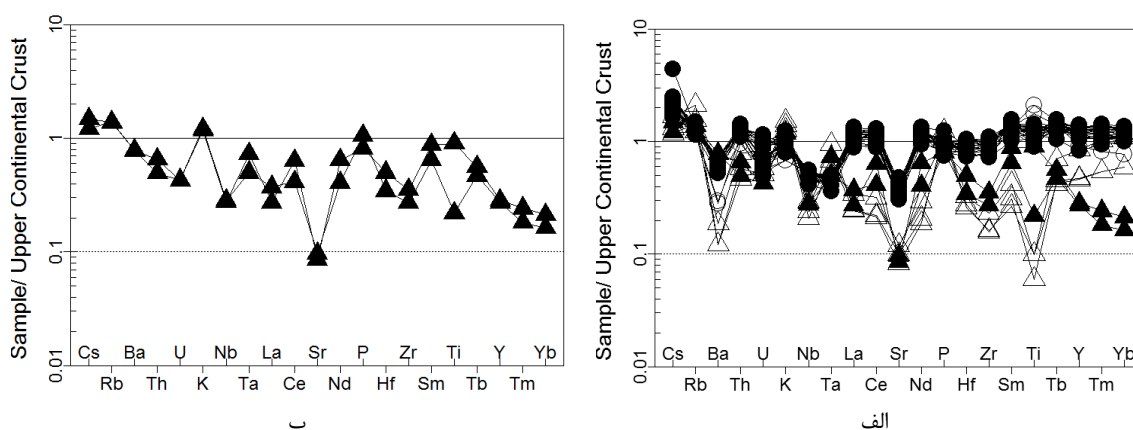 Sample/ Upper Continental Crust
10
1
0.1
0.01
Cs Ba U Nb La Sr P Zr Ti Y Yb
Rb Th K Ta Ce Nd Hf Sm Tb Tm
ب
Sample/ Upper Continental Crust
10
1
0.1
0.01
Cs Ba U Nb La Sr P Zr Ti Y Yb
Rb Th K Ta Ce Nd Hf Sm Tb Tm
الف